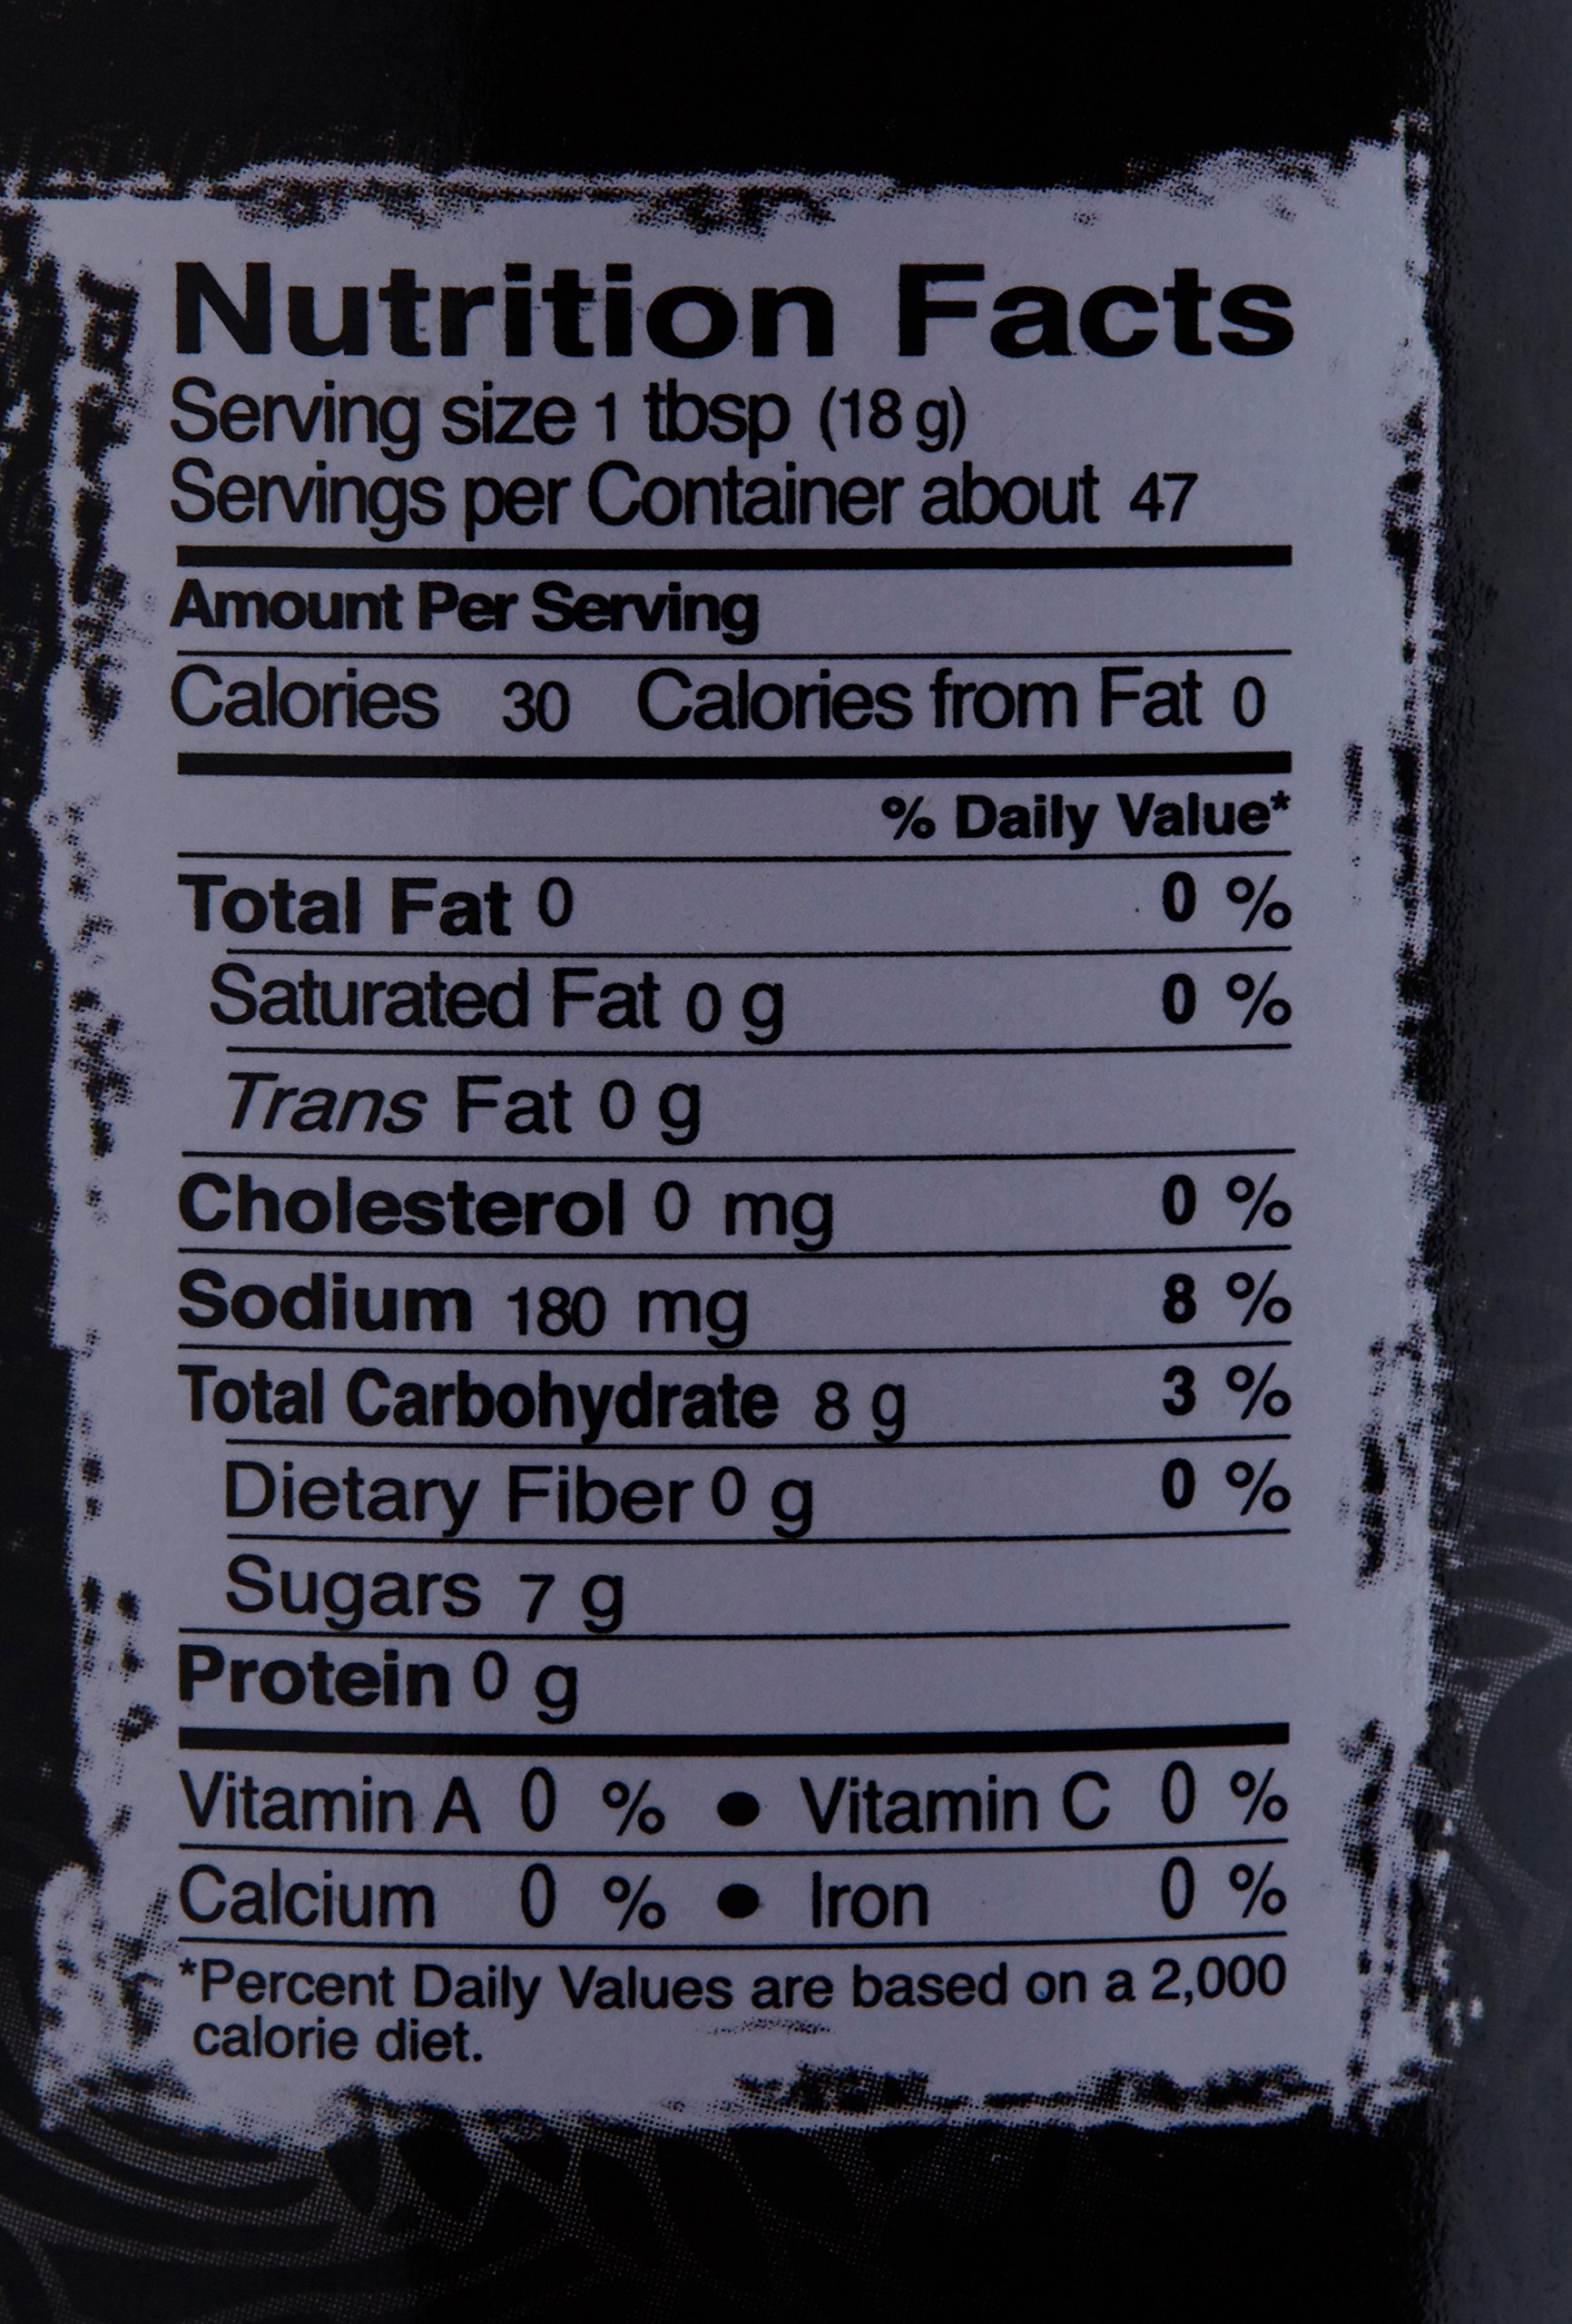 Nutrition Facts
Serving size 1 tbsp (18 g)
Servings per Container about 47
Amount Per Serving
Calories 30 Calories from Fat 0
% Daily Value*
Total Fat 0 0 %
Saturated Fat 0 g 0 %
Trans Fat 0 g
Cholesterol 0 mg 0 %
Sodium 180 mg 8 %
Total Carbohydrate 8 g 3 %
Dietary Fiber 0 g 0 %
Sugars 7 g
Protein 0 g
Vitamin A 0 % ● Vitamin C 0 %
Calcium 0 % ● Iron 0 %
*Percent Daily Values are based on a 2,000
calorie diet.